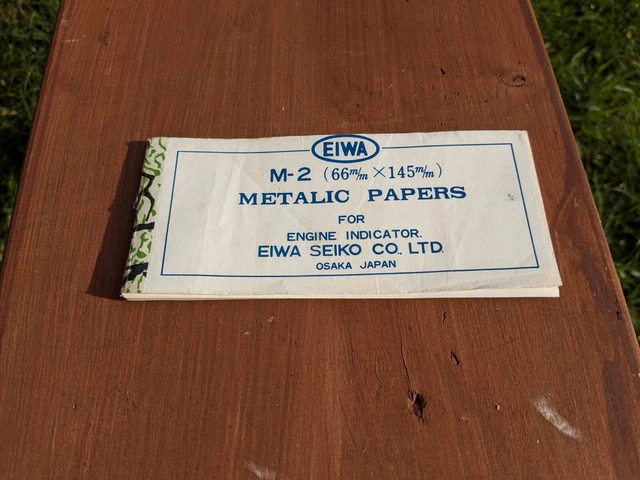 EIWA
M-2 (66m/m×145m/m)
METALIC PAPERS
FOR
ENGINE INDICATOR.
EIWA SEIKO CO., LTD.
OSAKA JAPAN